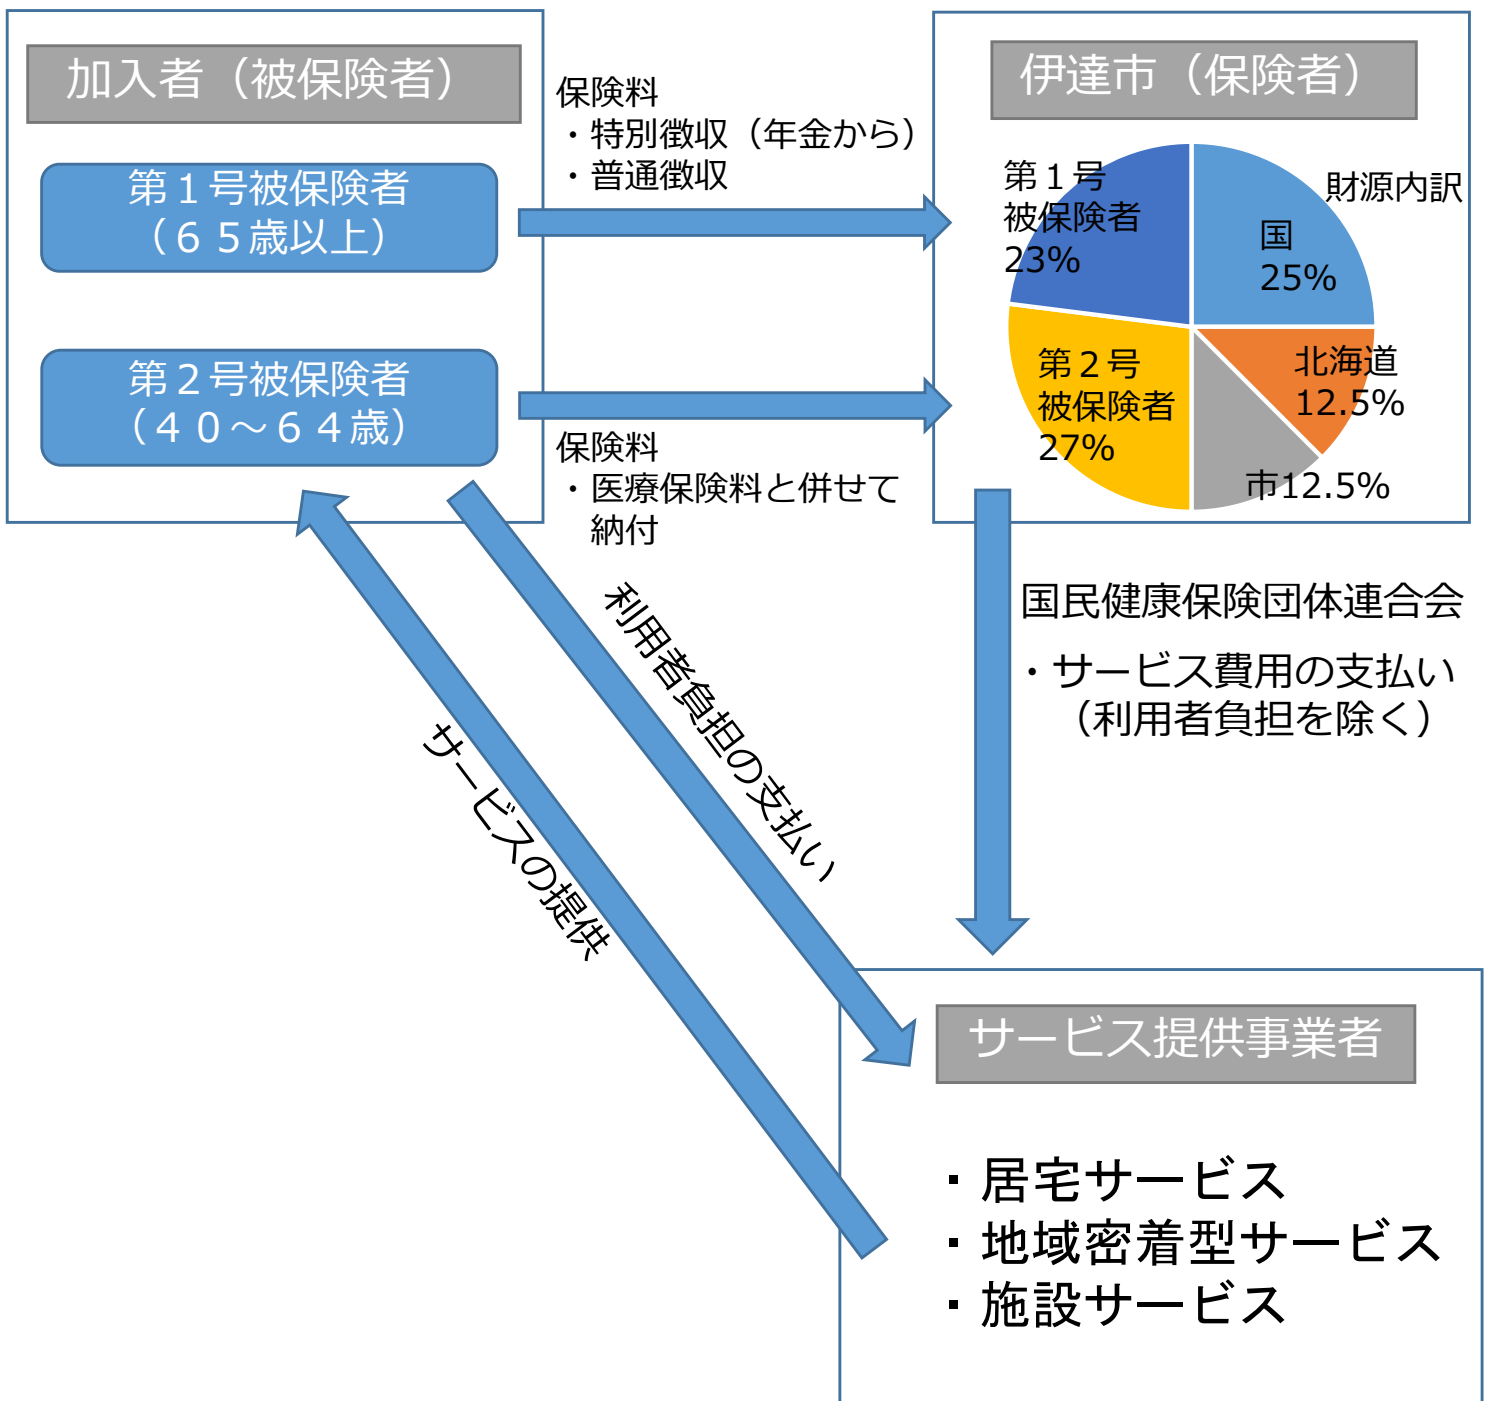 加入者（被保険者）
第１号被保険者
（６５歳以上）
第２号被保険者
（４０～６４歳）
保険料
・特別徴収（年金から）
・普通徴収
保険料
・医療保険料と併せて
納付
伊達市（保険者）
財源内訳
第１号
被保険者
23%
国
25%
北海道
12.5%
第２号
被保険者
27%
市12.5%
国民健康保険団体連合会
・サービス費用の支払い
（利用者負担を除く）
利用者負担の支払い
サービスの提供
サービス提供事業者
・居宅サービス
・地域密着型サービス
・施設サービス